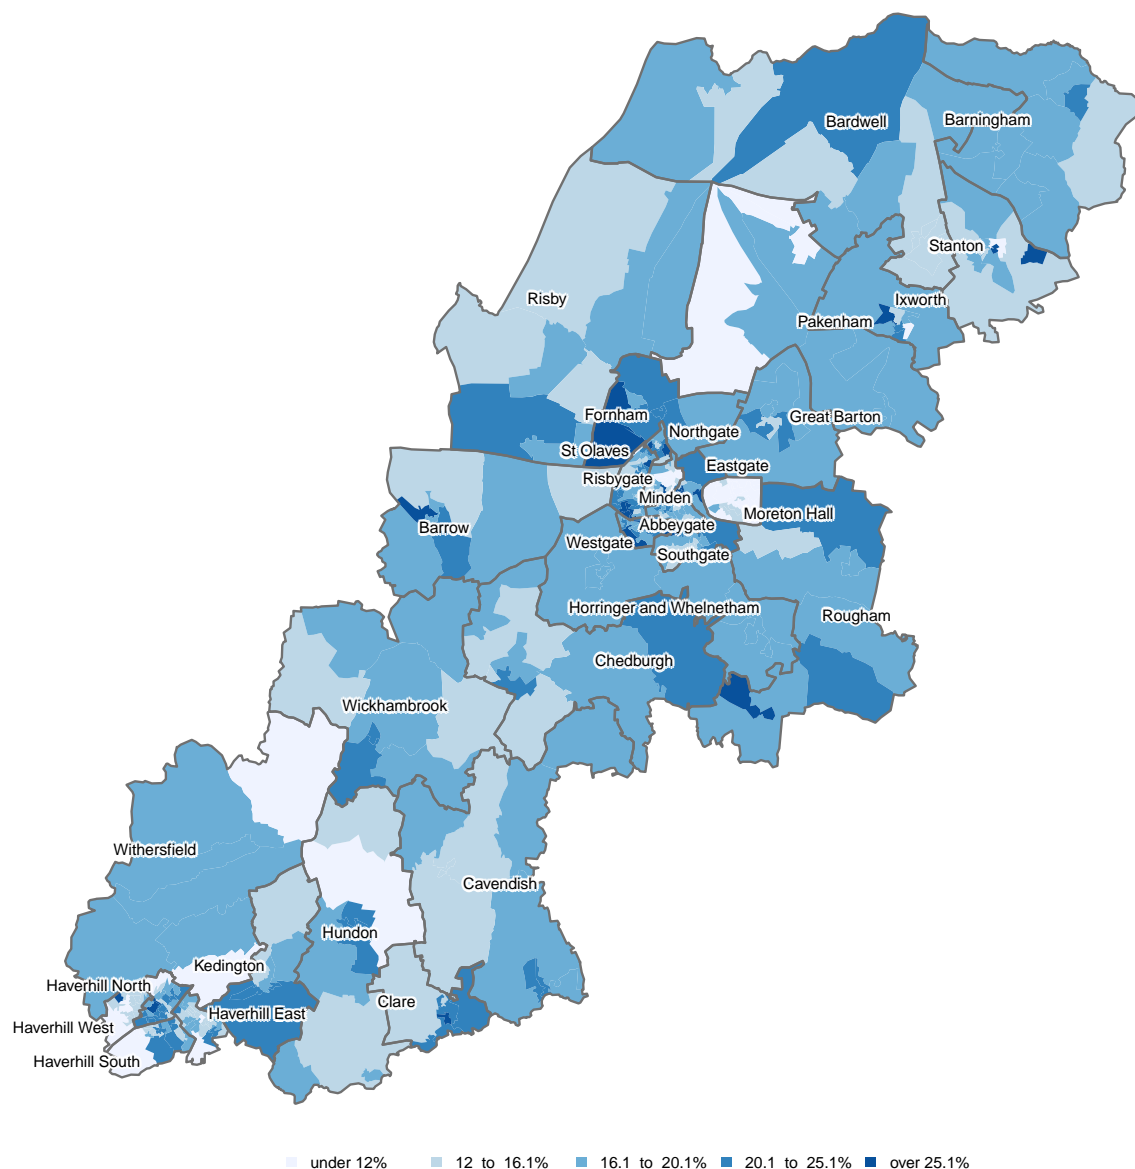 Bardwell
Barningham
Stanton
Ixworth
Risby
Pakenham
Fornham
Great Barton
Northgate
St Olaves
Eastgate
Risbygate
Minden
Moreton Hall
Abbeygate
Barrow
Westgate
Southgate
Horringer and Whelnetham
Rougham
Chedburgh
Wickhambrook
Withersfield
Cavendish
Hundon
Kedington
Haverhill North
Clare
Haverhill East
Haverhill West
Haverhill South
under 12% 12 to 16.1% 16.1 to 20.1% 20.1 to 25.1% over 25.1%